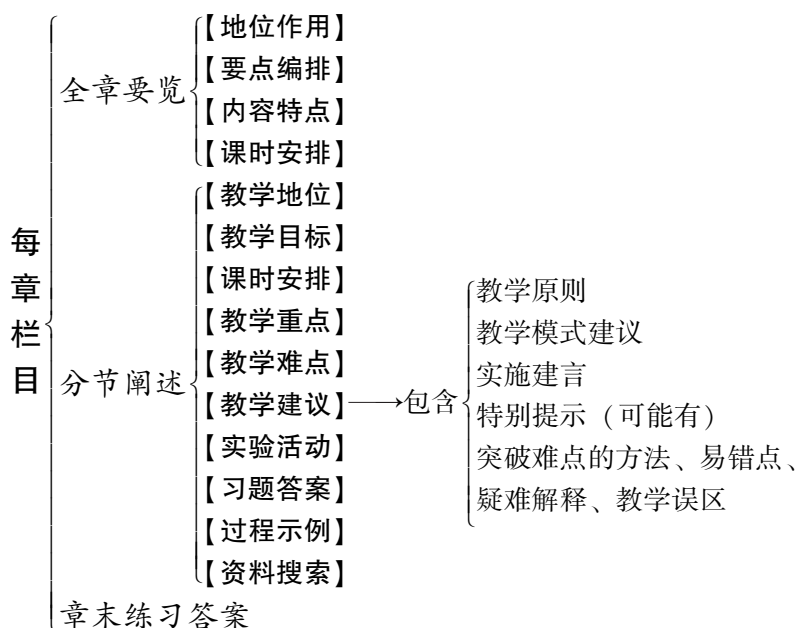 每章栏目
全章要览
【地位作用】
【要点编排】
【内容特点】
【课时安排】
分节阐述
【教学地位】
【教学目标】
【课时安排】
【教学重点】
【教学难点】
【教学建议】
包含
教学原则
教学模式建议
实施建言
特别提示（可能有）
突破难点的方法、易错点、
疑难解释、教学误区
【实验活动】
【习题答案】
【过程示例】
【资料搜索】
章末练习答案